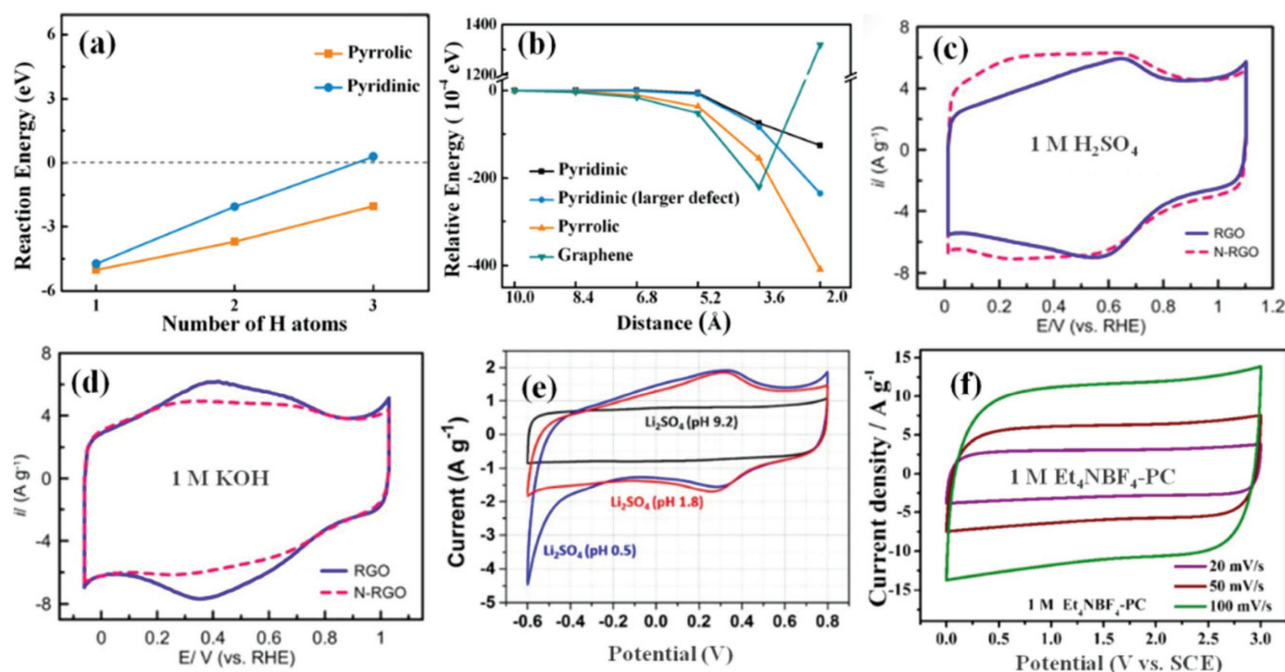 (a)
Pyrrolic
Pyridinic
Reaction Energy (eV)
6
3
0
-3
-6
1 2 3
Number of H atoms
(b)
Relative Energy ( 10⁻⁴ eV)
1400
1200
0
-200
-400
Pyridinic
Pyridinic (larger defect)
Pyrrolic
Graphene
10.0 8.4 6.8 5.2 3.6 2.0
Distance (Å)
(c)
i/ (A g⁻¹)
8
4
0
-4
-8
1 M H₂SO₄
RGO
N-RGO
0 0.2 0.4 0.6 0.8 1 1.2
E/V (vs. RHE)
(d)
i/ (A g⁻¹)
8
4
0
-4
-8
1 M KOH
RGO
N-RGO
0 0.2 0.4 0.6 0.8 1
E/ V (vs. RHE)
(e)
Current (A g⁻¹)
4
3
2
1
0
-1
-2
-3
-4
-5
Li₂SO₄ (pH 9.2)
Li₂SO₄ (pH 1.8)
Li₂SO₄ (pH 0.5)
-0.6 -0.4 -0.2 0.0 0.2 0.4 0.6 0.8
Potential (V)
(f)
Current density / A g⁻¹
15
10
5
0
-5
-10
-15
1 M Et₄NBF₄-PC
20 mV/s
50 mV/s
100 mV/s
1 M Et₄NBF₄-PC
0.0 0.5 1.0 1.5 2.0 2.5 3.0
Potential (V vs. SCE)